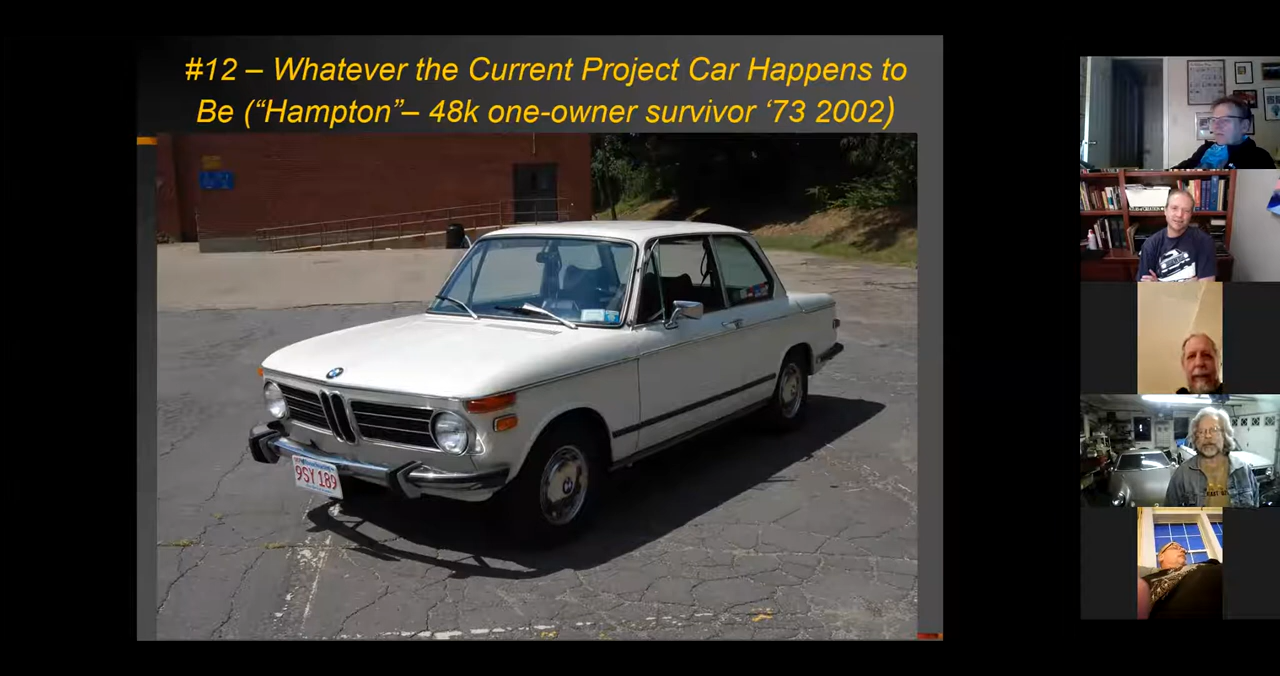 #12 – Whatever the Current Project Car Happens to
Be (“Hampton”– 48k one-owner survivor ‘73 2002)
9SY 189